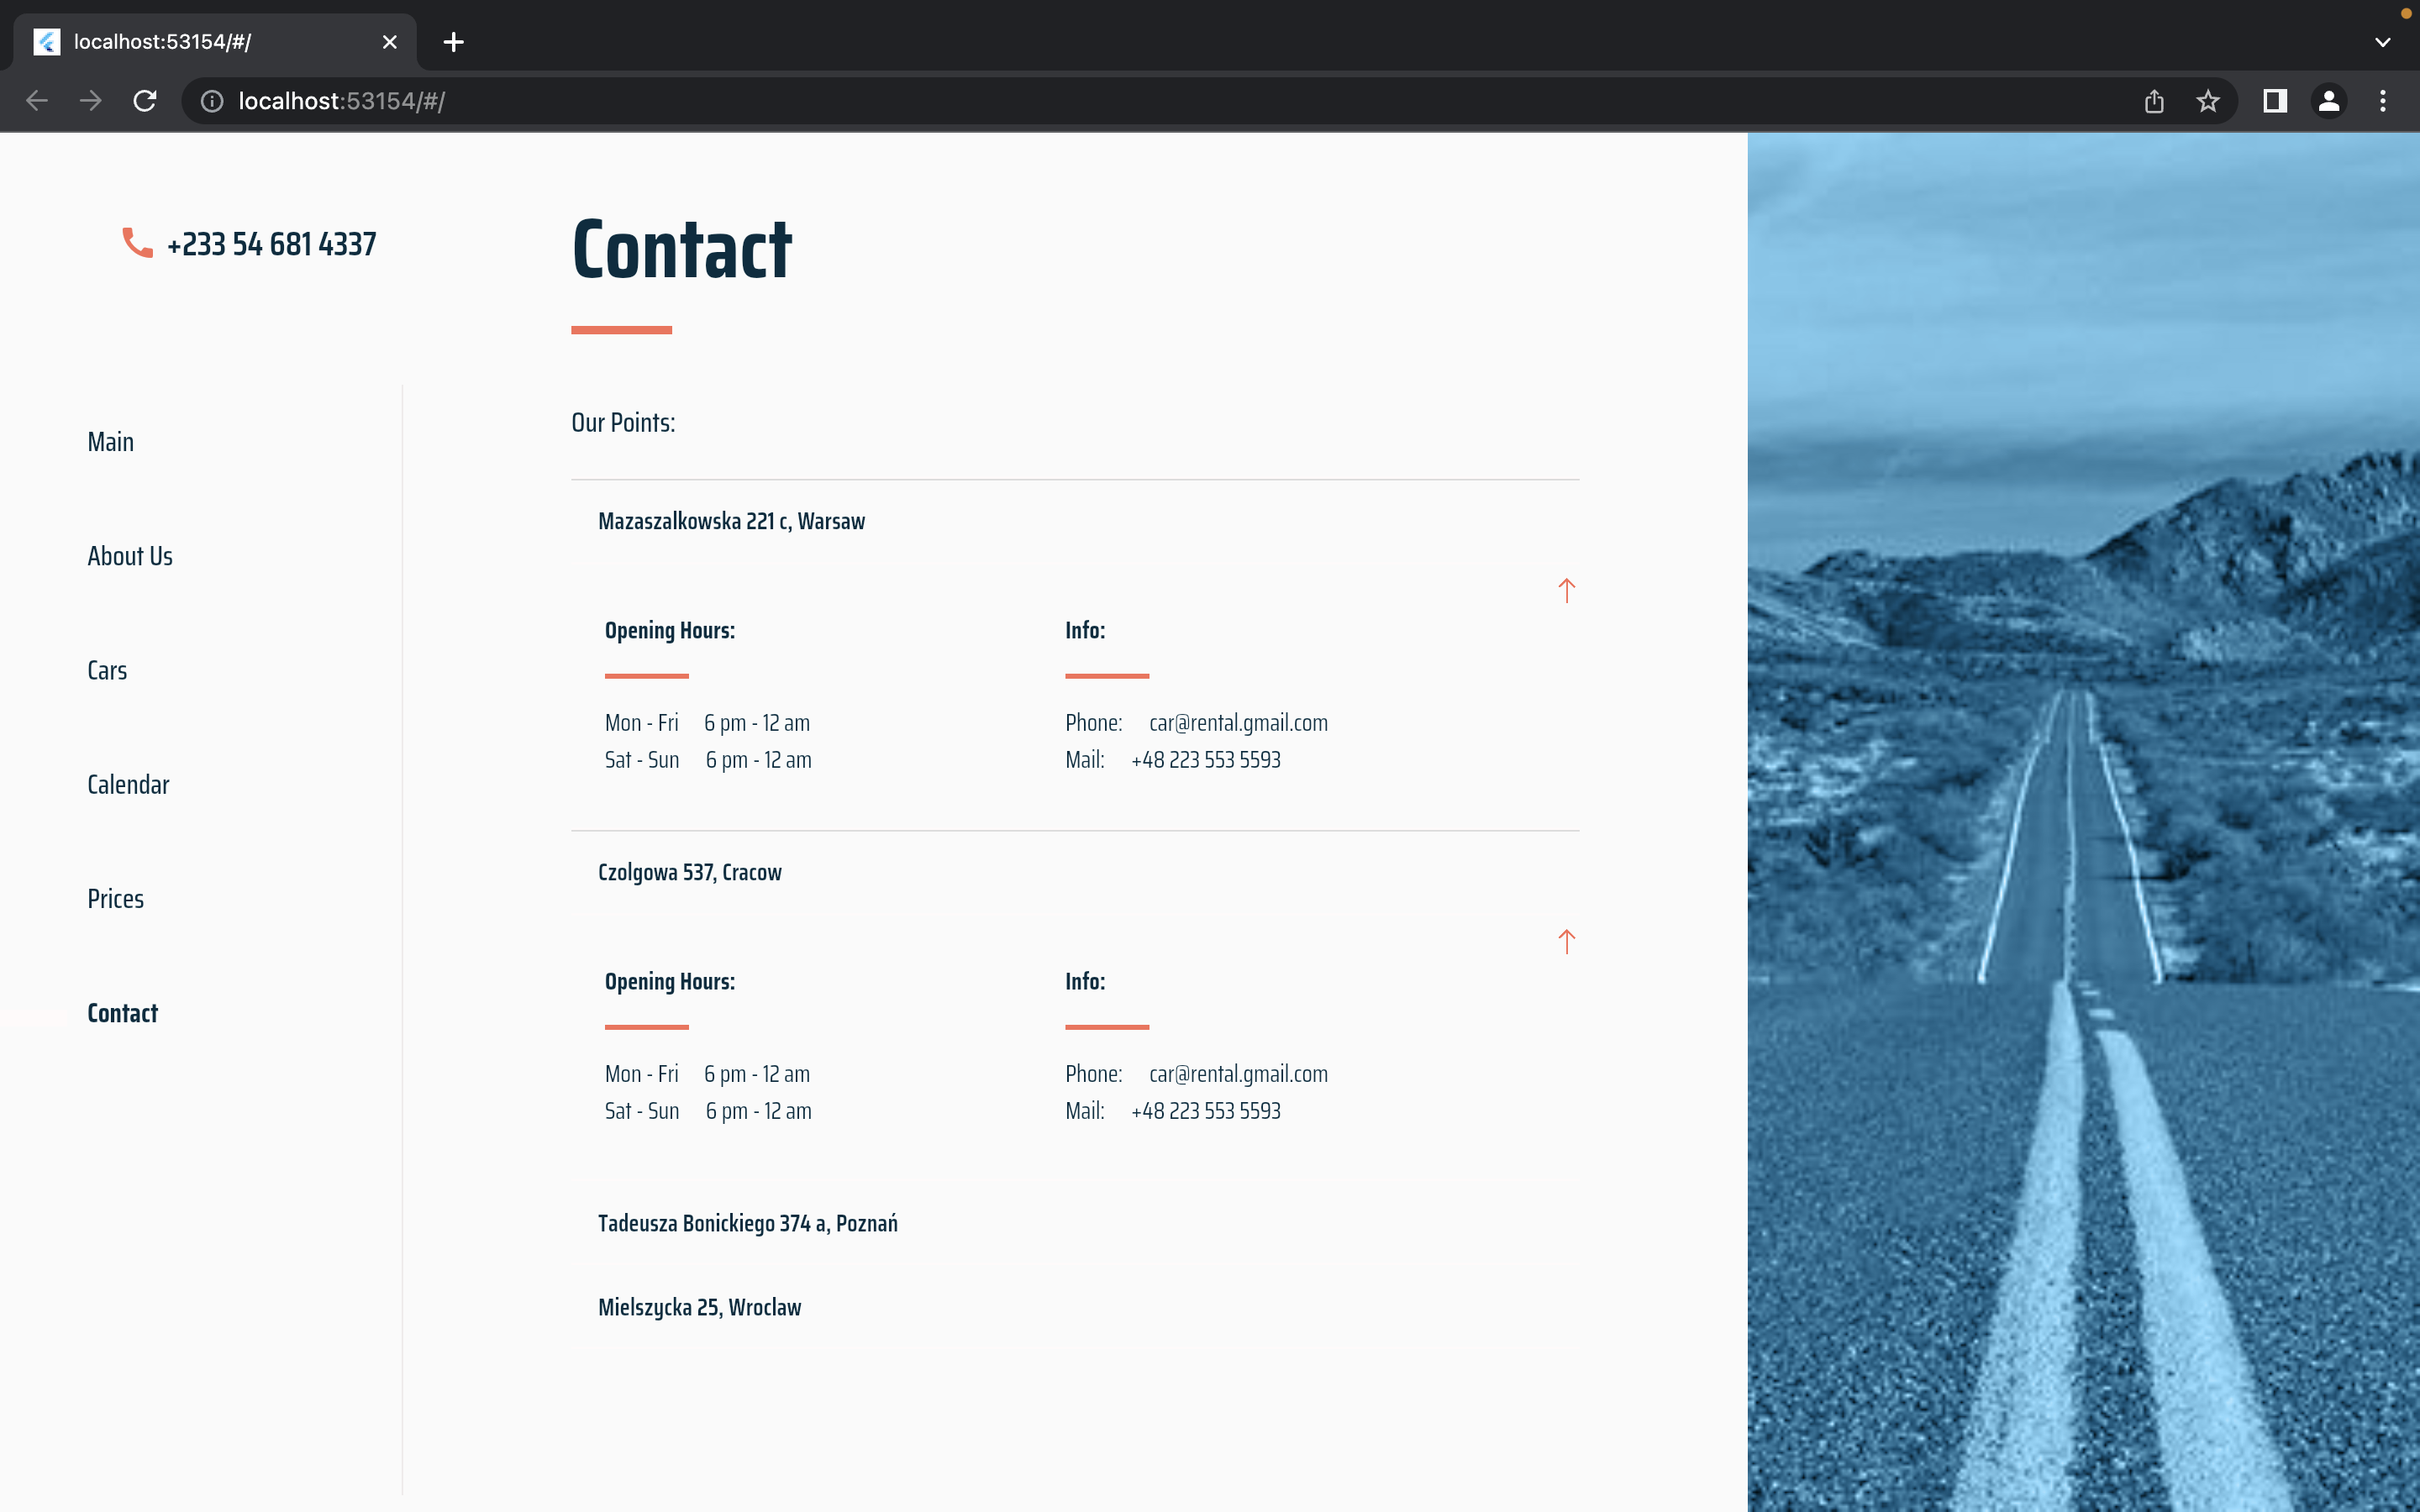 localhost:53154/#/
localhost:53154/#/
+233 54 681 4337
Main
About Us
Cars
Calendar
Prices
Contact
Contact
Our Points:
Mazaszalkowska 221 c, Warsaw
Opening Hours:
Mon - Fri 6 pm - 12 am
Sat - Sun 6 pm - 12 am
Info:
Phone: car@rental.gmail.com
Mail: +48 223 553 5593
Czolgowa 537, Cracow
Opening Hours:
Mon - Fri 6 pm - 12 am
Sat - Sun 6 pm - 12 am
Info:
Phone: car@rental.gmail.com
Mail: +48 223 553 5593
Tadeusza Bonickiego 374 a, Poznań
Mielszycka 25, Wroclaw